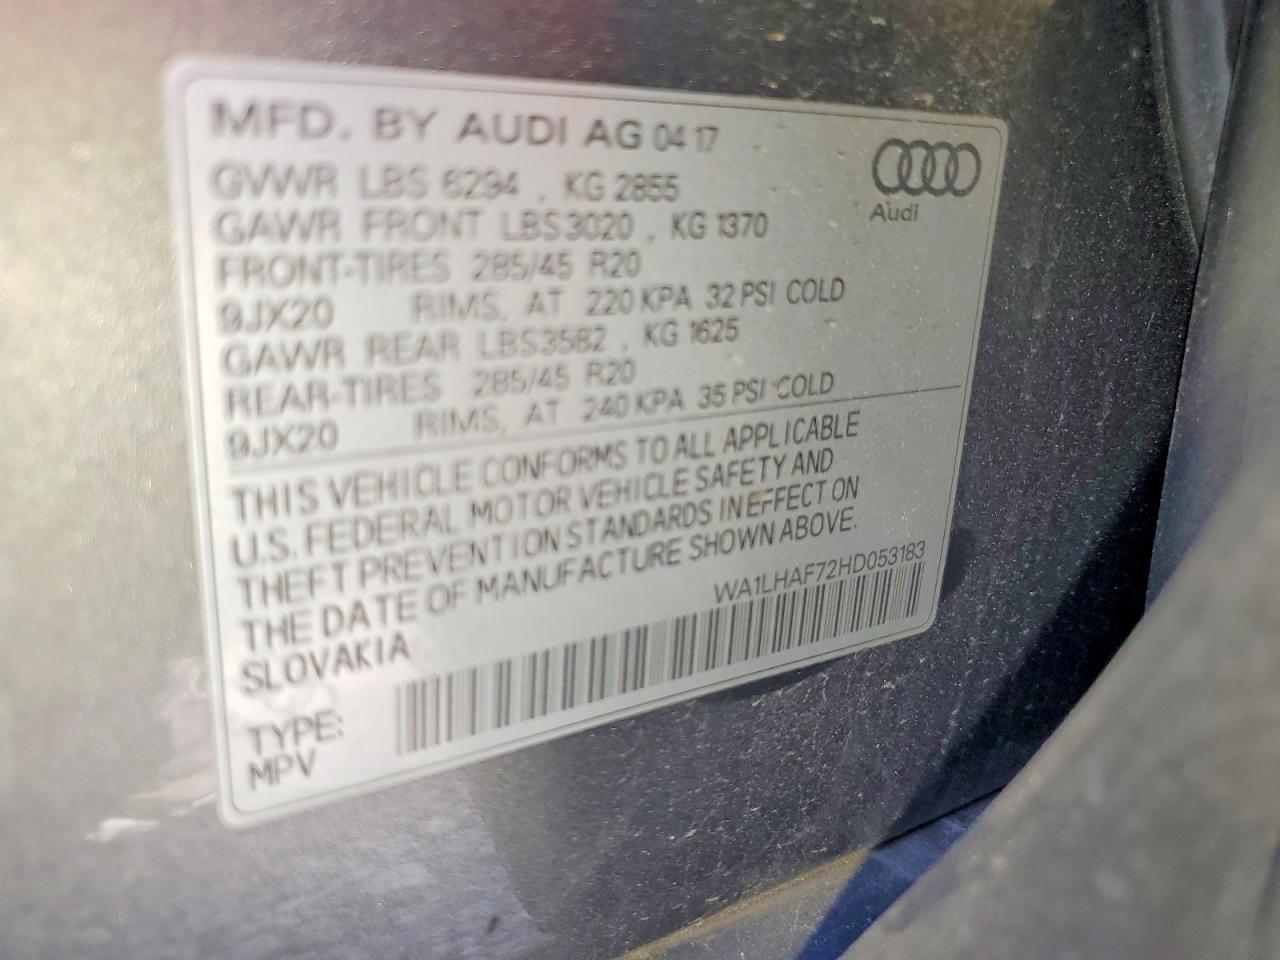 MFD. BY AUDI AG 04 17
GVWR LBS 6294 , KG 2855
GAWR FRONT LBS3020 , KG 1370
FRONT-TIRES 285/45 R20
9JX20 RIMS, AT 220 KPA 32 PSI COLD
GAWR REAR LBS3582 , KG 1625
REAR-TIRES 285/45 R20
9JX20 RIMS, AT 240 KPA 35 PSI COLD
Audi
THIS VEHICLE CONFORMS TO ALL APPLICABLE
U.S. FEDERAL MOTOR VEHICLE SAFETY AND
THEFT PREVENTION STANDARDS IN EFFECT ON
THE DATE OF MANUFACTURE SHOWN ABOVE.
SLOVAKIA
WA1LHAF72HD053183
TYPE:
MPV